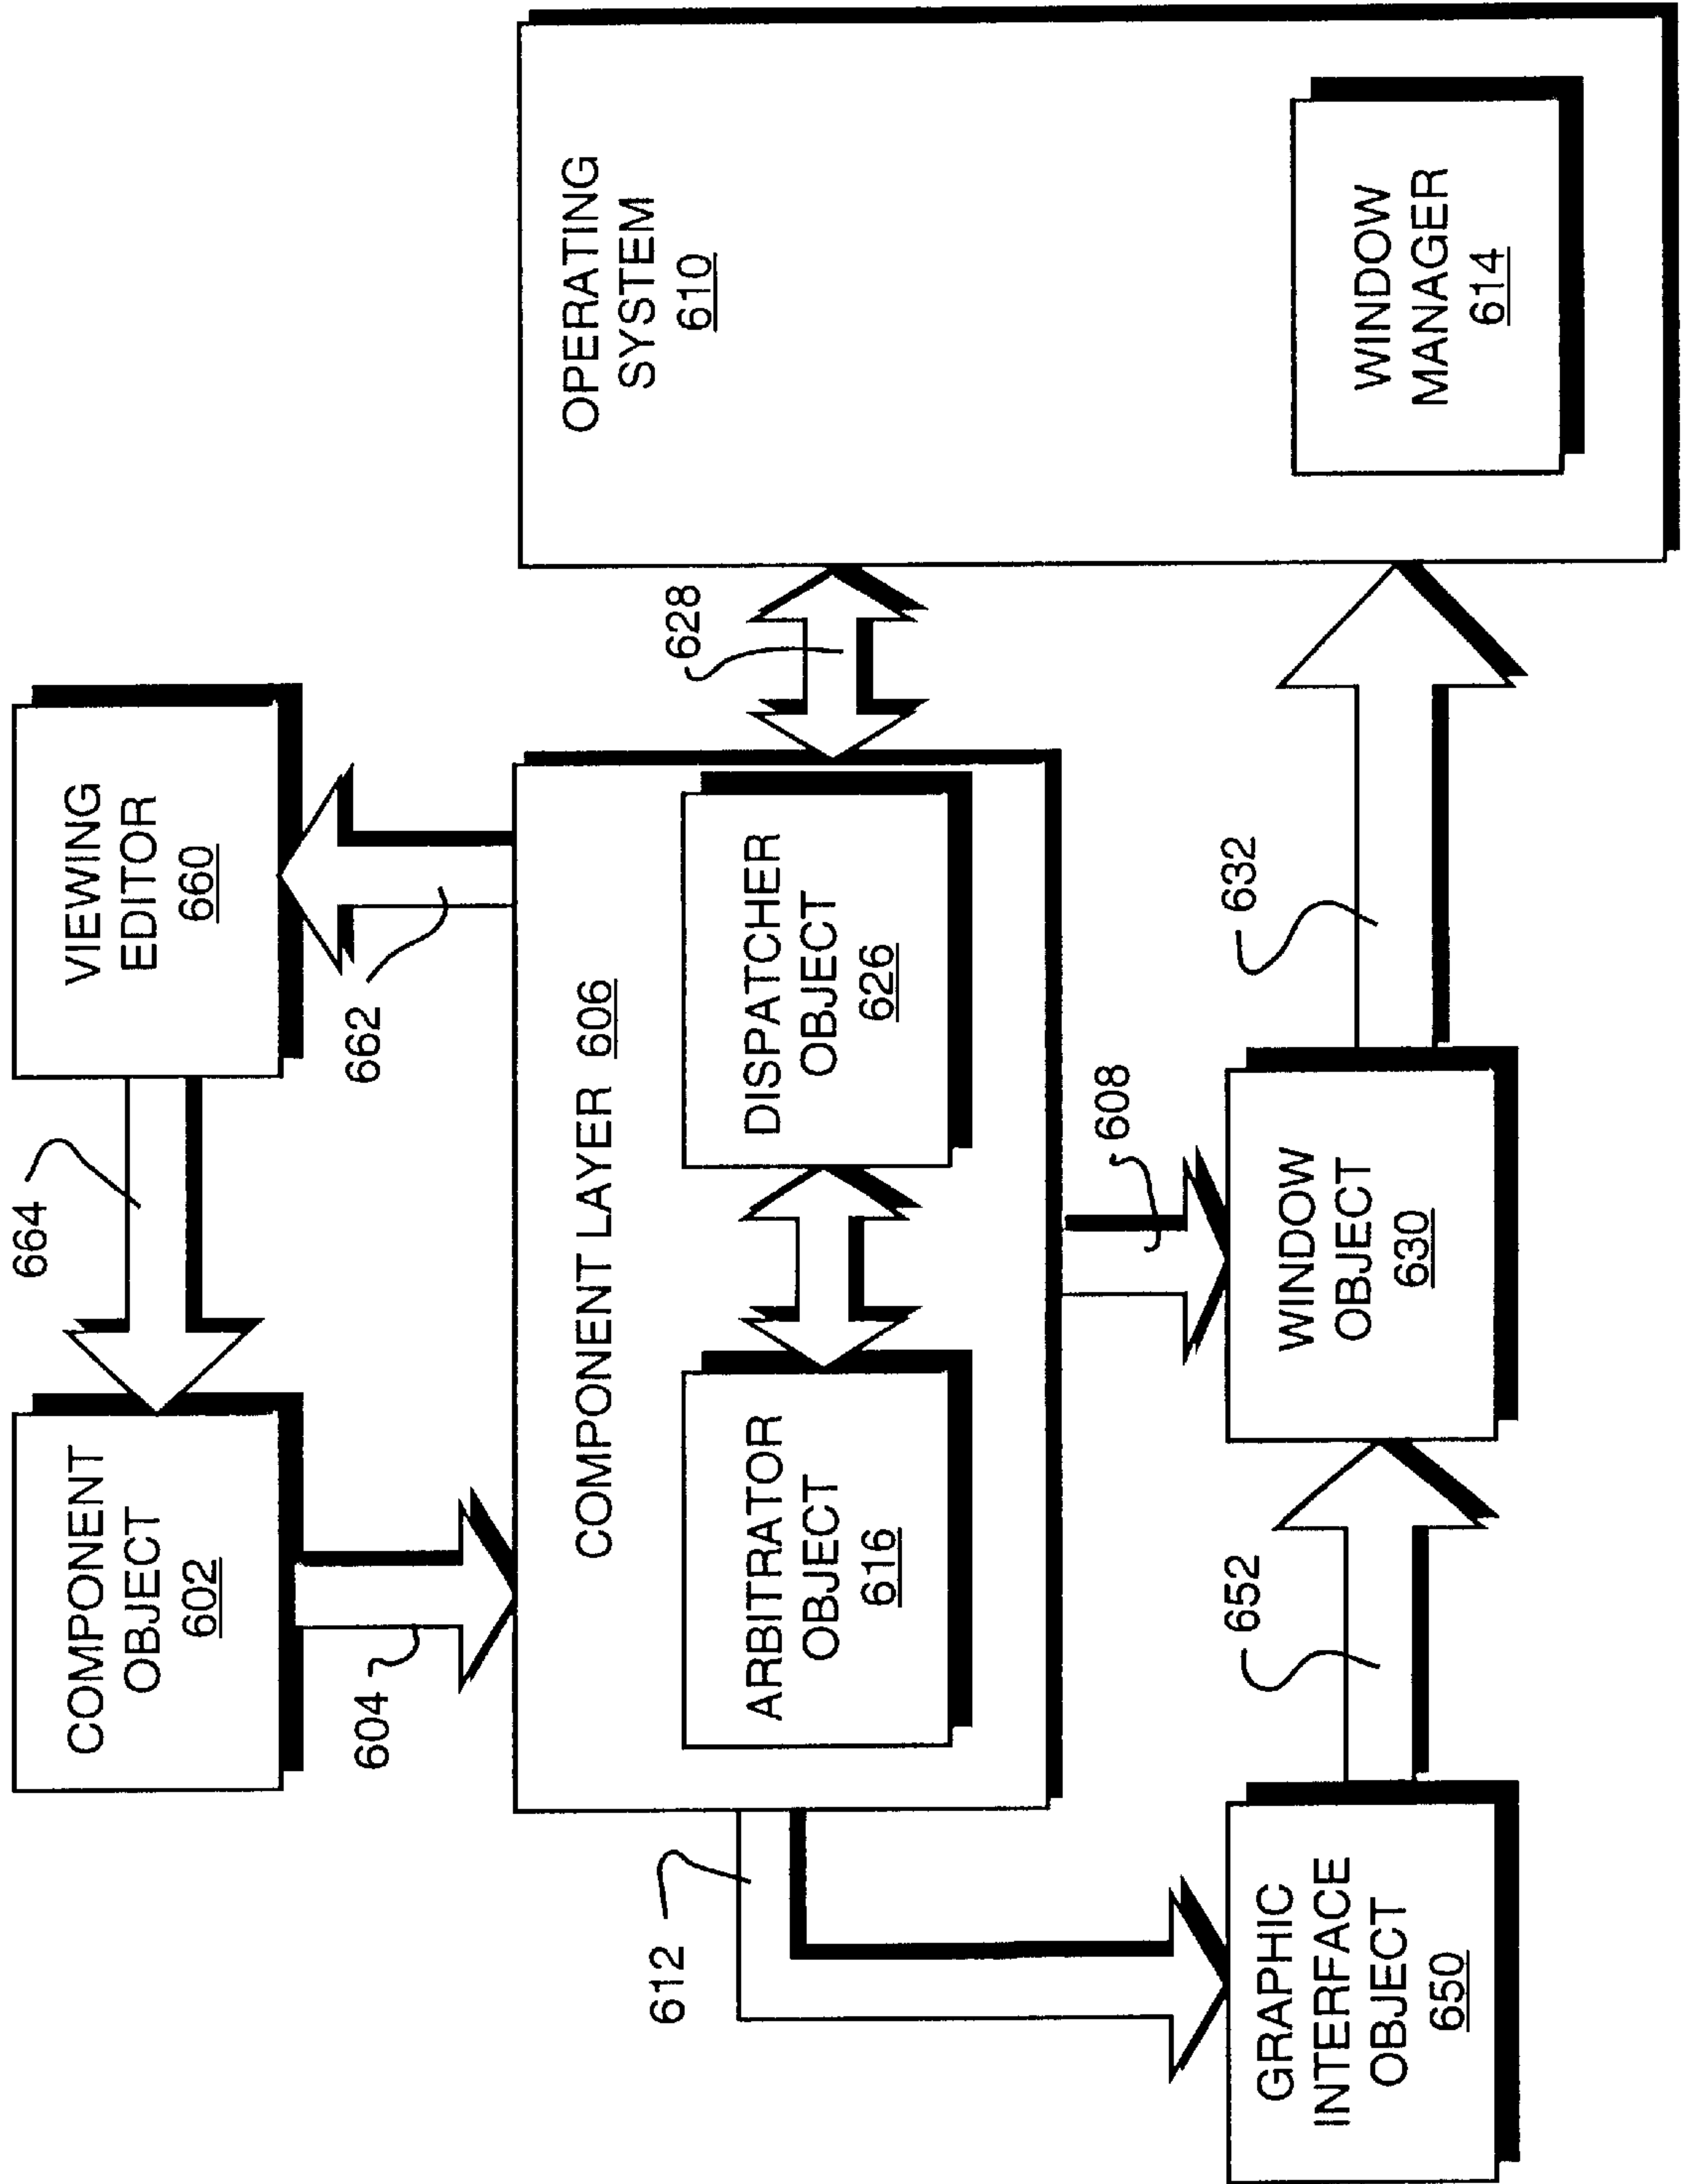 COMPONENT
OBJECT
602
664
VIEWING
EDITOR
660
604
662
COMPONENT LAYER 606
ARBITRATOR
OBJECT
616
DISPATCHER
OBJECT
626
628
OPERATING
SYSTEM
610
612
608
GRAPHIC
INTERFACE
OBJECT
650
652
WINDOW
OBJECT
630
632
WINDOW
MANAGER
614